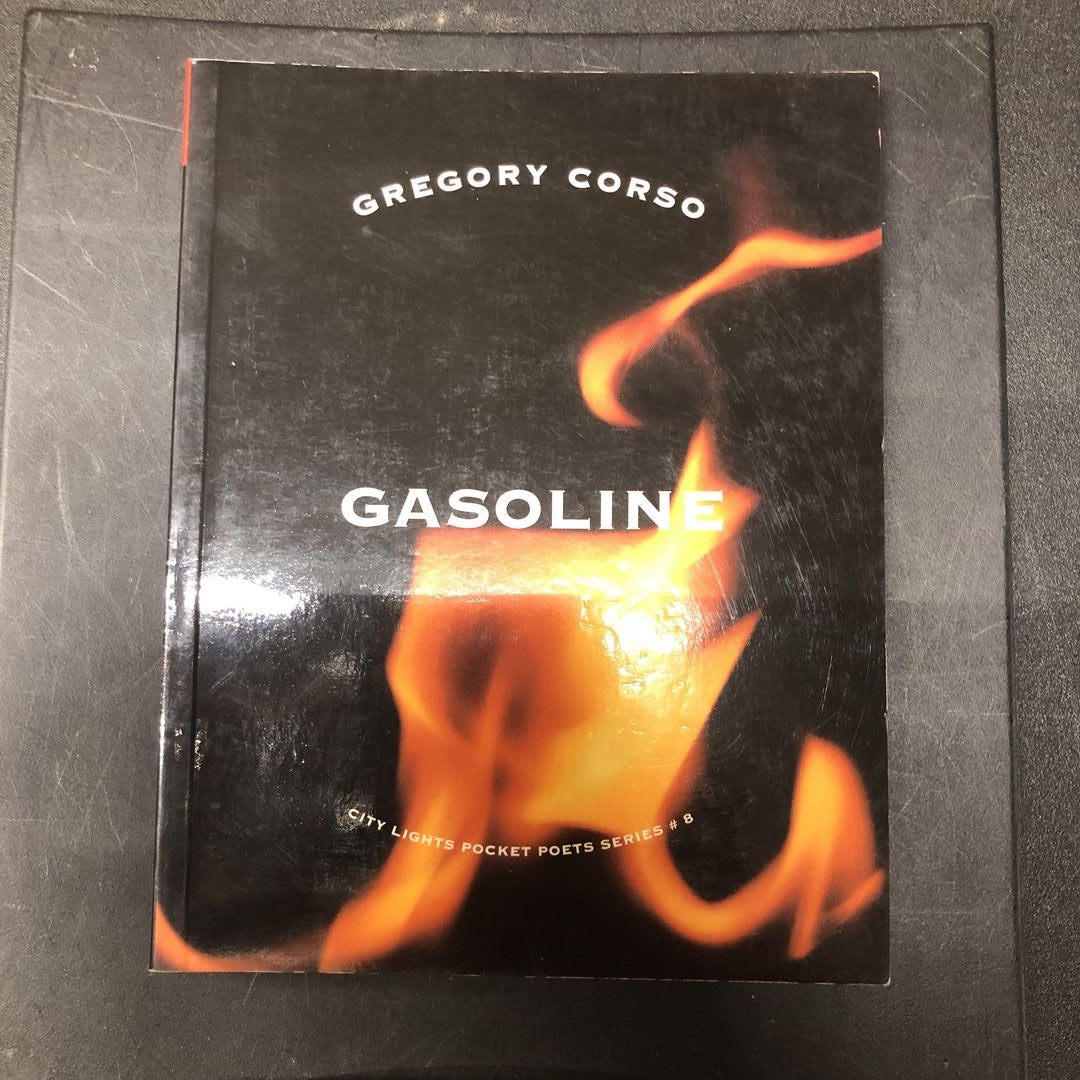 GREGORY CORSO
GASOLINE
CITY LIGHTS POCKET POETS SERIES # 8